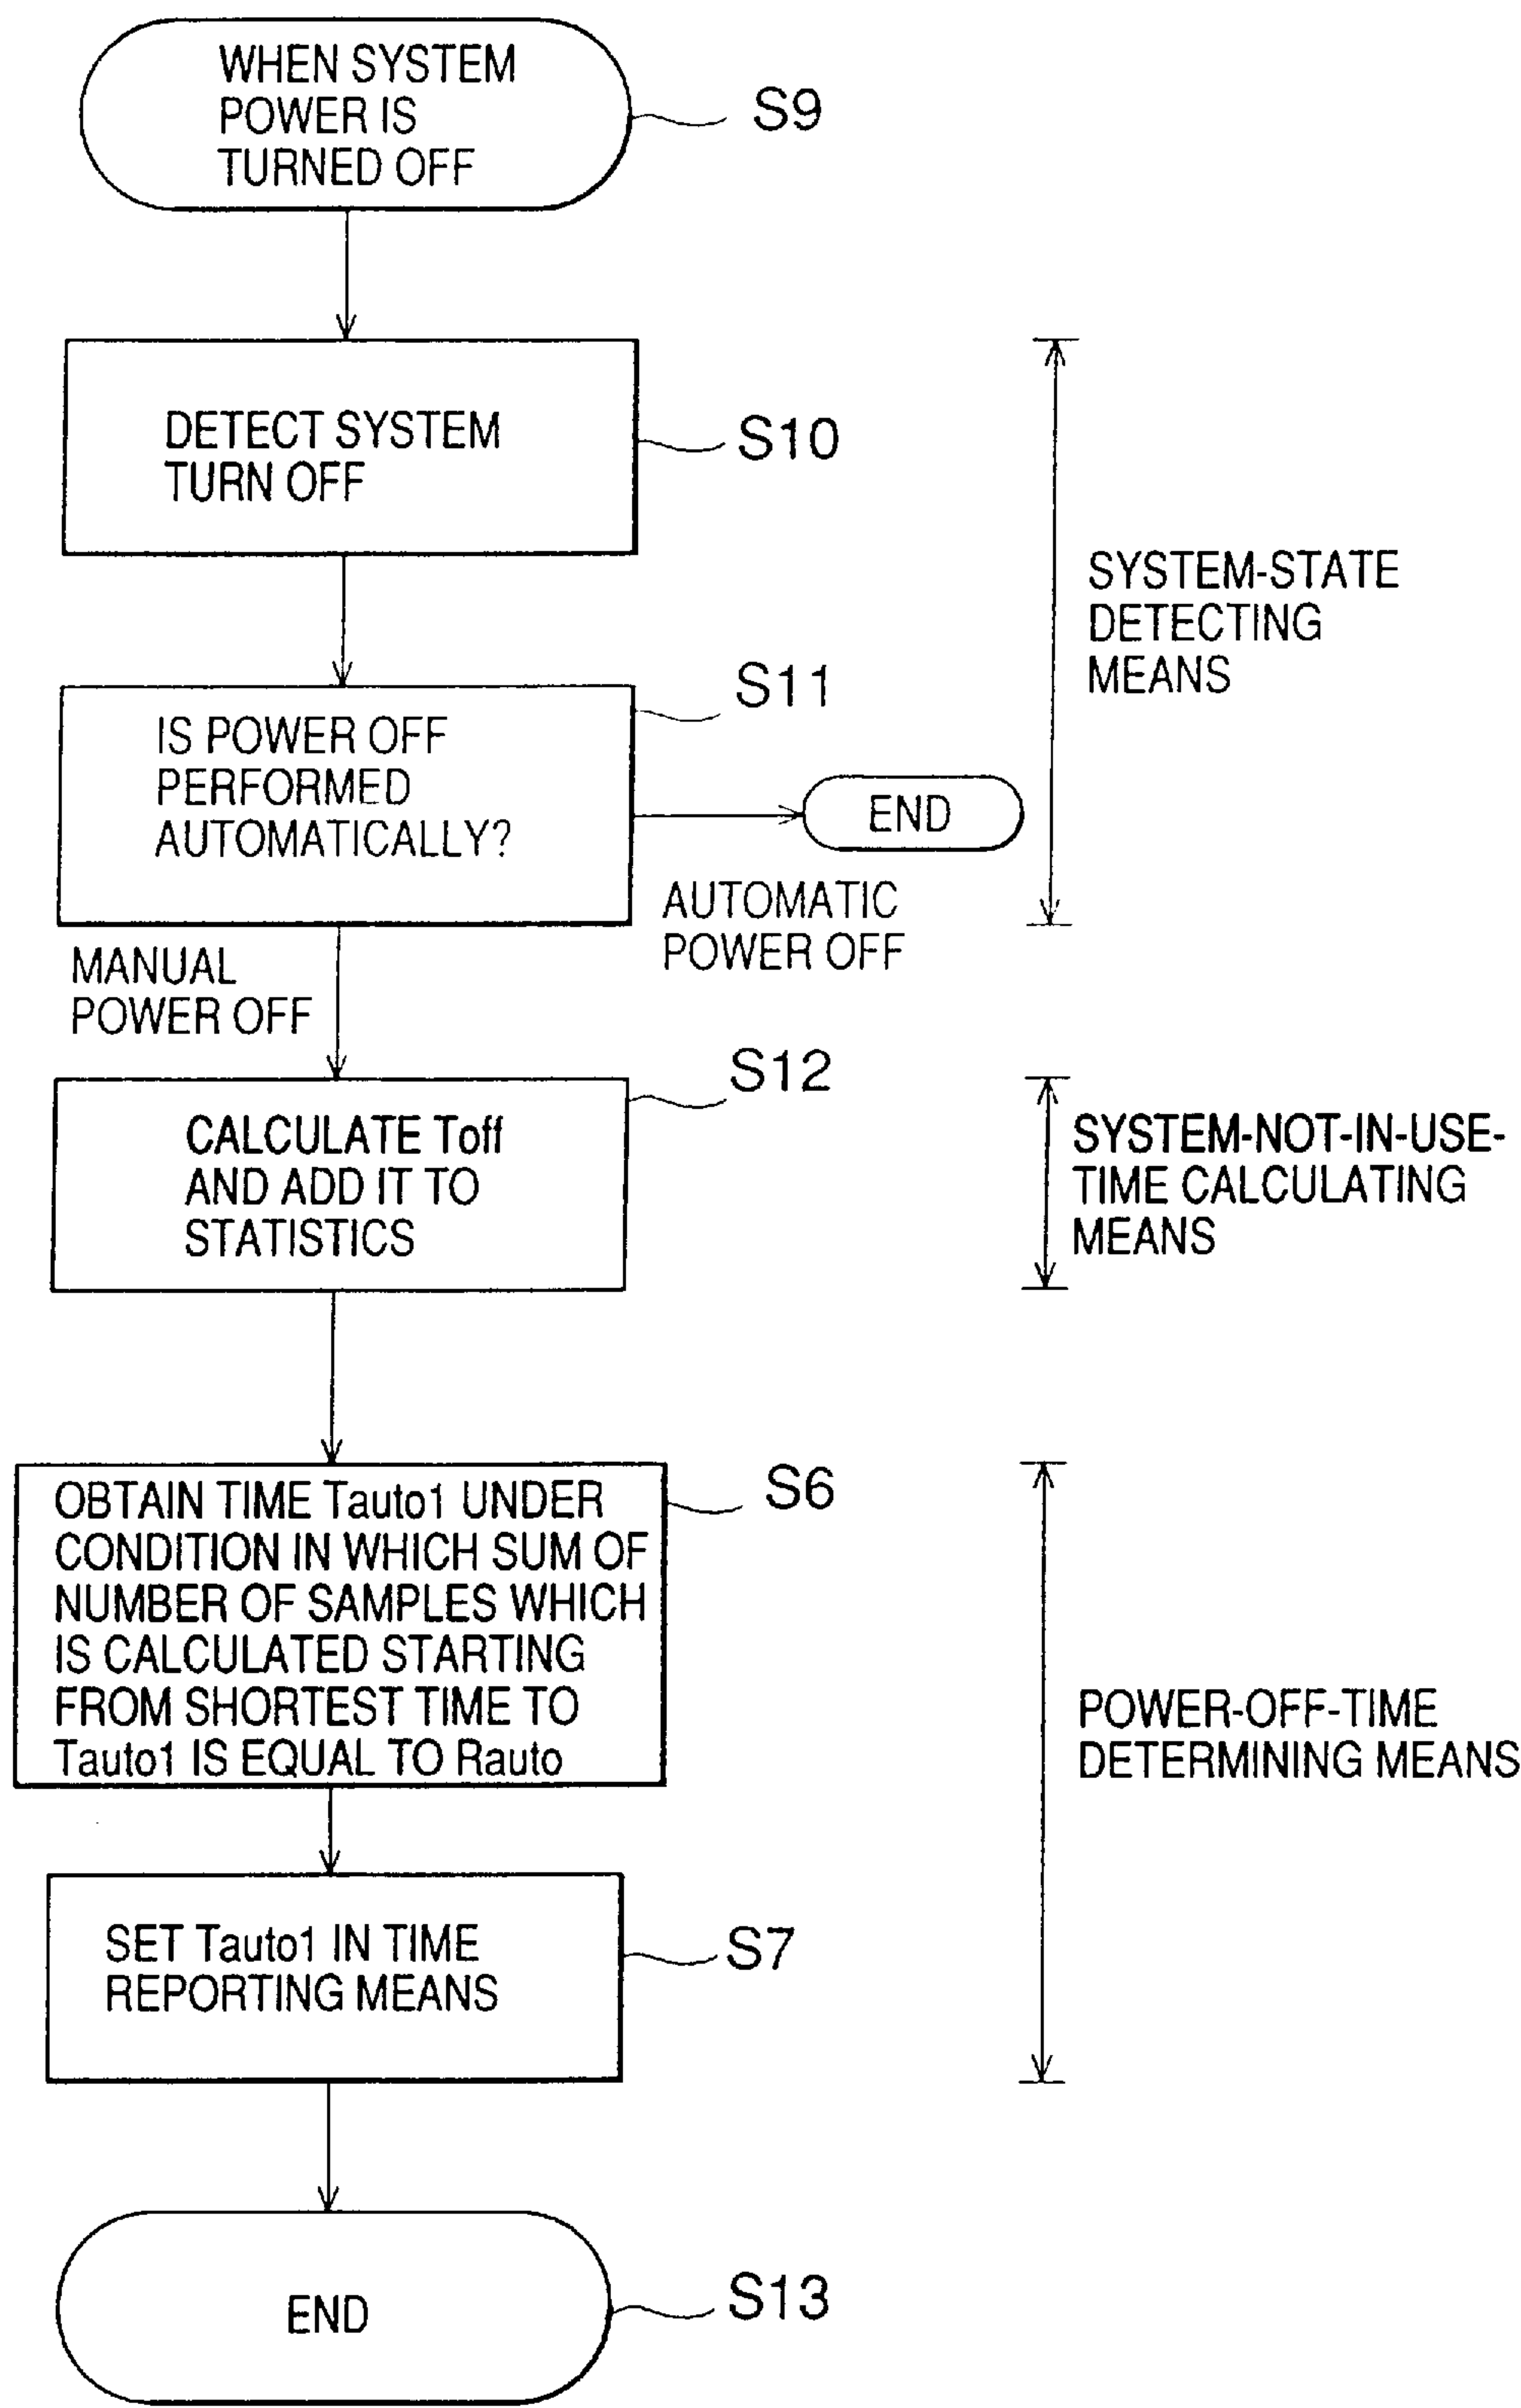 WHEN SYSTEM
POWER IS
TURNED OFF
S9
DETECT SYSTEM
TURN OFF
S10
SYSTEM-STATE
DETECTING
MEANS
S11
IS POWER OFF
PERFORMED
AUTOMATICALLY?
END
AUTOMATIC
POWER OFF
MANUAL
POWER OFF
S12
CALCULATE Toff
AND ADD IT TO
STATISTICS
SYSTEM-NOT-IN-USE-
TIME CALCULATING
MEANS
S6
OBTAIN TIME Tauto1 UNDER
CONDITION IN WHICH SUM OF
NUMBER OF SAMPLES WHICH
IS CALCULATED STARTING
FROM SHORTEST TIME TO
Tauto1 IS EQUAL TO Rauto
POWER-OFF-TIME
DETERMINING MEANS
SET Tauto1 IN TIME
REPORTING MEANS
S7
END
S13